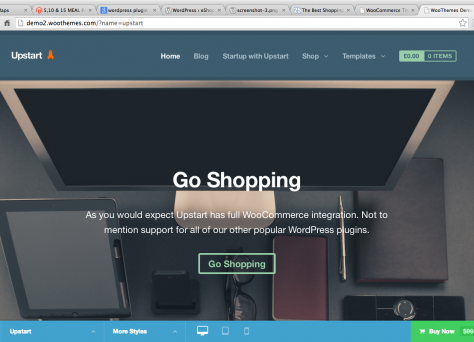 5,10 & 15 MEAL
wordpress plugin
WordPress › eSho
screenshot-3.png
The Best Shopping
WooCommerce
WooThemes Demo
demo2.woothemes.com/?name=upstart
Upstart
Home
Blog
Startup with Upstart
Shop
Templates
£0.00
0 ITEMS
Go Shopping
As you would expect Upstart has full WooCommerce integration. Not to
mention support for all of our other popular WordPress plugins.
Go Shopping
Upstart
More Styles
Buy Now